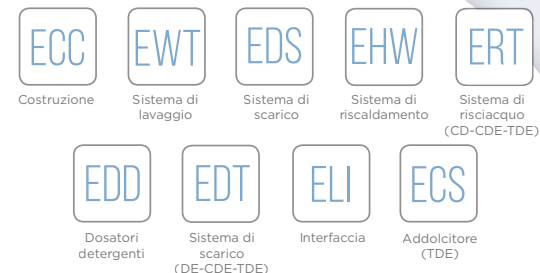 ECC EWT EDS EHW ERT
Costruzione Sistema di Sistema di Sistema di Sistema di
lavaggio scarico riscaldamento risciacquo
(CD-CDE-TDE)
EDD EDT ELI ECS
Dosatori Sistema di Interfaccia Addolcitore
detergenti scarico (TDE)
(DE-CDE-TDE)